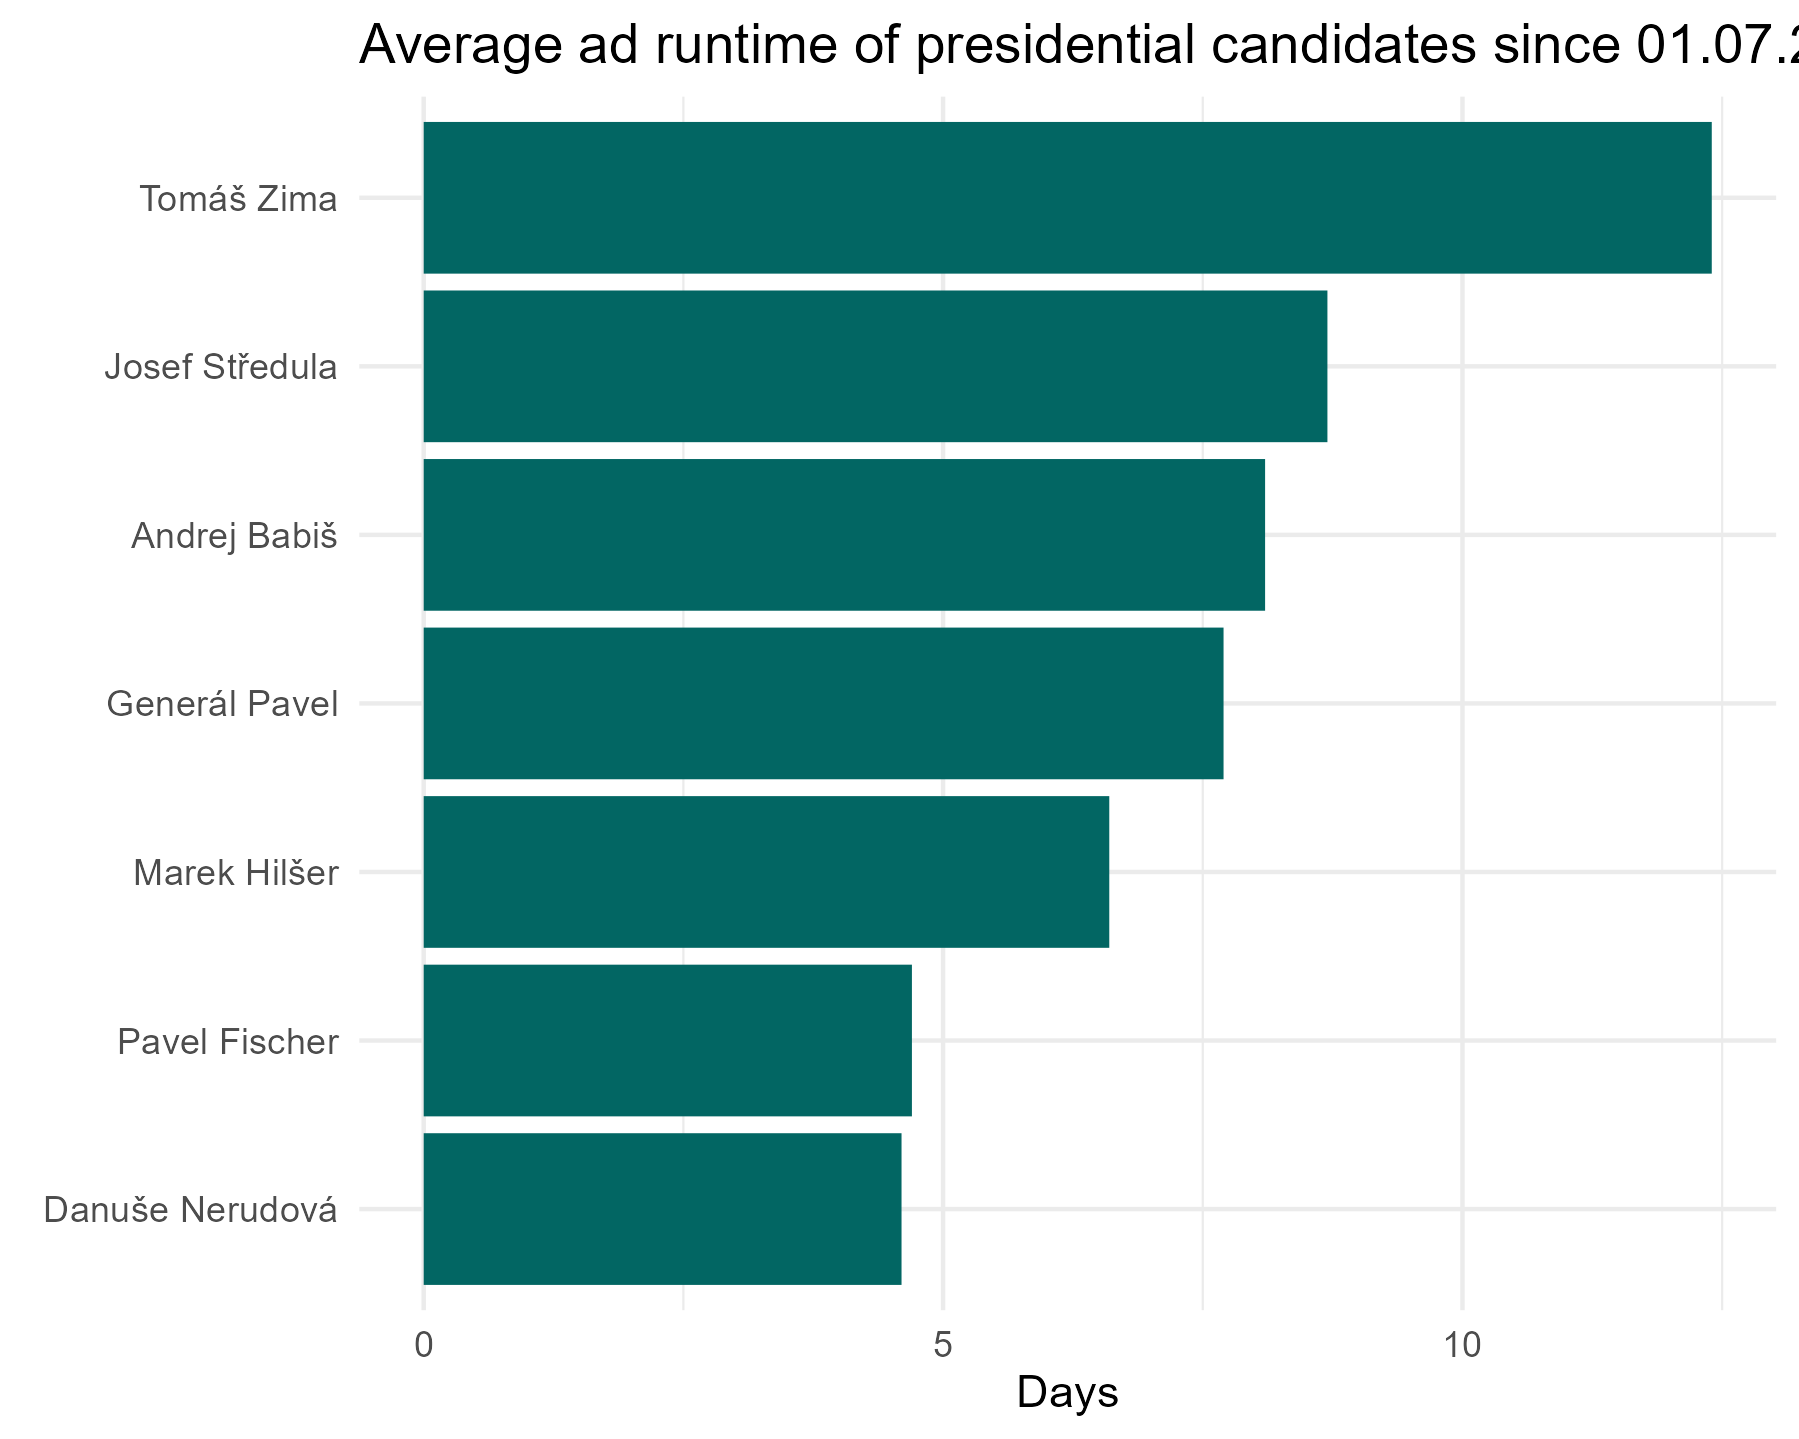 Average ad runtime of presidential candidates since 01.07.
Tomáš Zima
Josef Středula
Andrej Babiš
Generál Pavel
Marek Hilšer
Pavel Fischer
Danuše Nerudová
0 5 10
Days